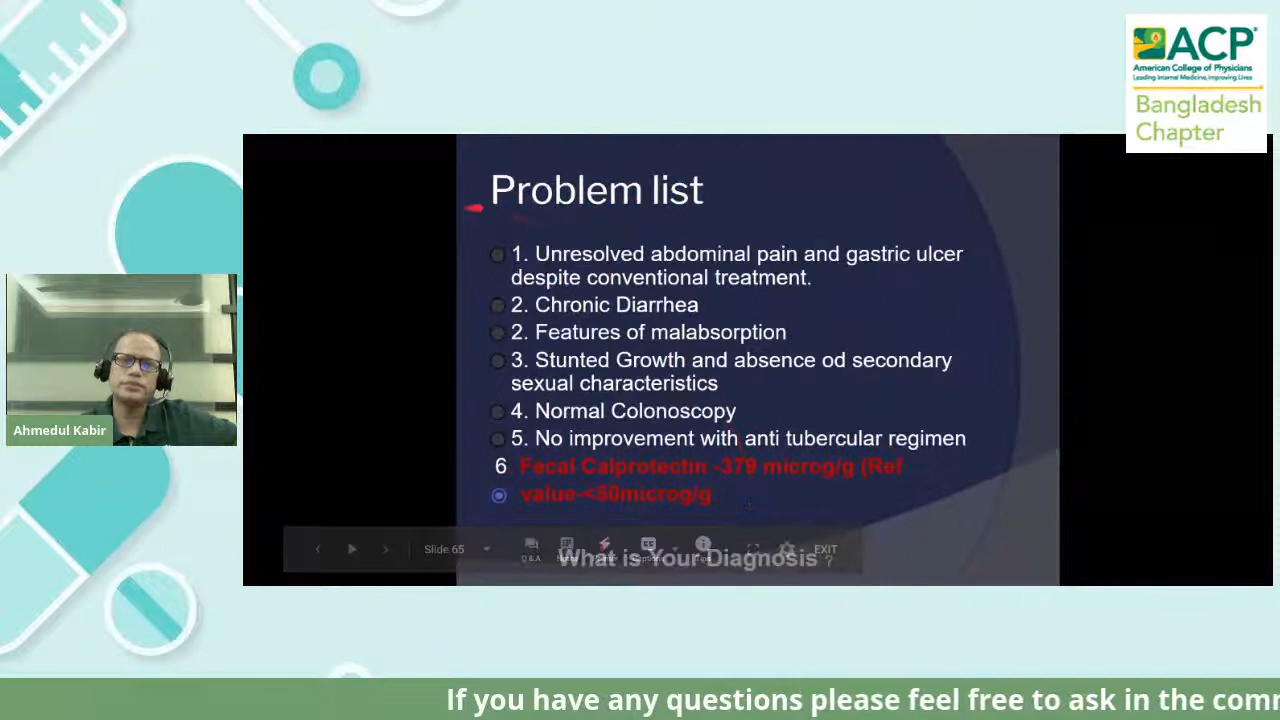 ACP
American College of Physicians
Leading Internal Medicine, Improving Lives
Bangladesh
Chapter
Problem list
1. Unresolved abdominal pain and gastric ulcer
despite conventional treatment.
2. Chronic Diarrhea
2. Features of malabsorption
3. Stunted Growth and absence od secondary
sexual characteristics
4. Normal Colonoscopy
5. No improvement with anti tubercular regimen
6 Fecal Calprotectin -379 microg/g (Ref
value-<50microg/g
Ahmedul Kabir
Slide 65
Q&A
EXIT
What is Your Diagnosis ?
If you have any questions please feel free to ask in the comm